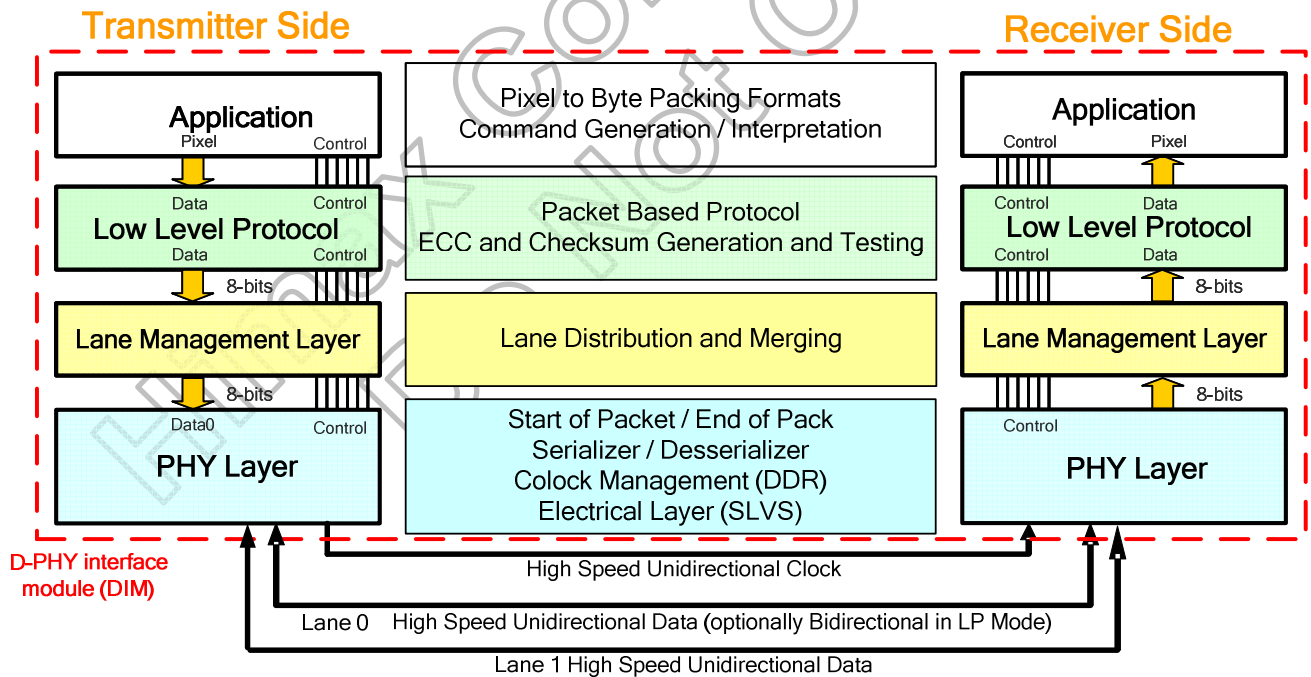 Transmitter Side
Receiver Side
Application
Pixel
Control
Data
Control
Low Level Protocol
Data
Control
8-bits
Lane Management Layer
8-bits
Data0
Control
PHY Layer
Pixel to Byte Packing Formats
Command Generation / Interpretation
Packet Based Protocol
ECC and Checksum Generation and Testing
Lane Distribution and Merging
Start of Packet / End of Pack
Serializer / Desserializer
Colock Management (DDR)
Electrical Layer (SLVS)
Application
Control
Pixel
Control
Data
Low Level Protocol
Control
Data
8-bits
Lane Management Layer
8-bits
Control
PHY Layer
D-PHY interface
module (DIM)
High Speed Unidirectional Clock
Lane 0 High Speed Unidirectional Data (optionally Bidirectional in LP Mode)
Lane 1 High Speed Unidirectional Data
Himax Co
Not O